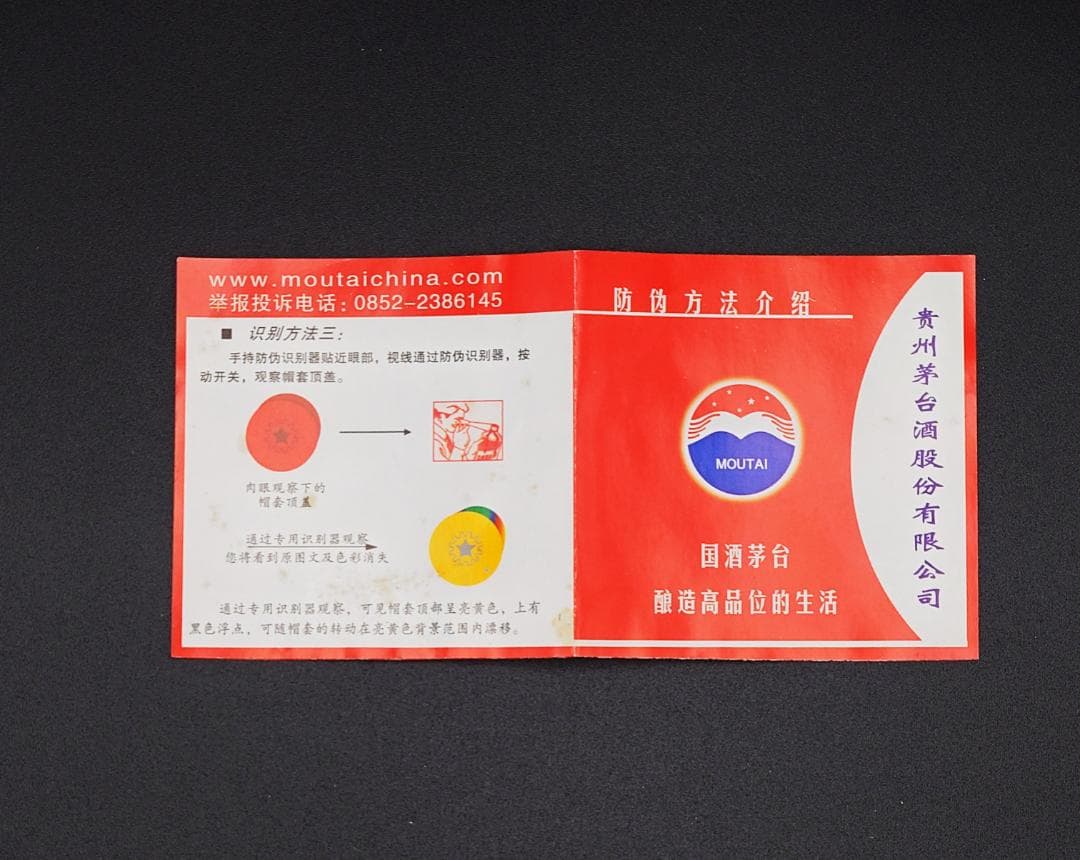 www.moutaichina.com
举报投诉电话：0852-2386145
■ 识别方法三：
手持防伪识别器贴近眼部，视线通过防伪识别器，按
动开关，观察帽套顶盖。
肉眼观察下的
帽套顶盖
通过专用识别器观察
您将看到原图文及色彩消失
通过专用识别器观察，可见帽套顶部呈亮黄色，上有
黑色浮点，可随帽套的转动在亮黄色背景范围内漂移。
防伪方法介绍
MOUTAI
国酒茅台
酿造高品位的生活
贵州茅台酒股份有限公司